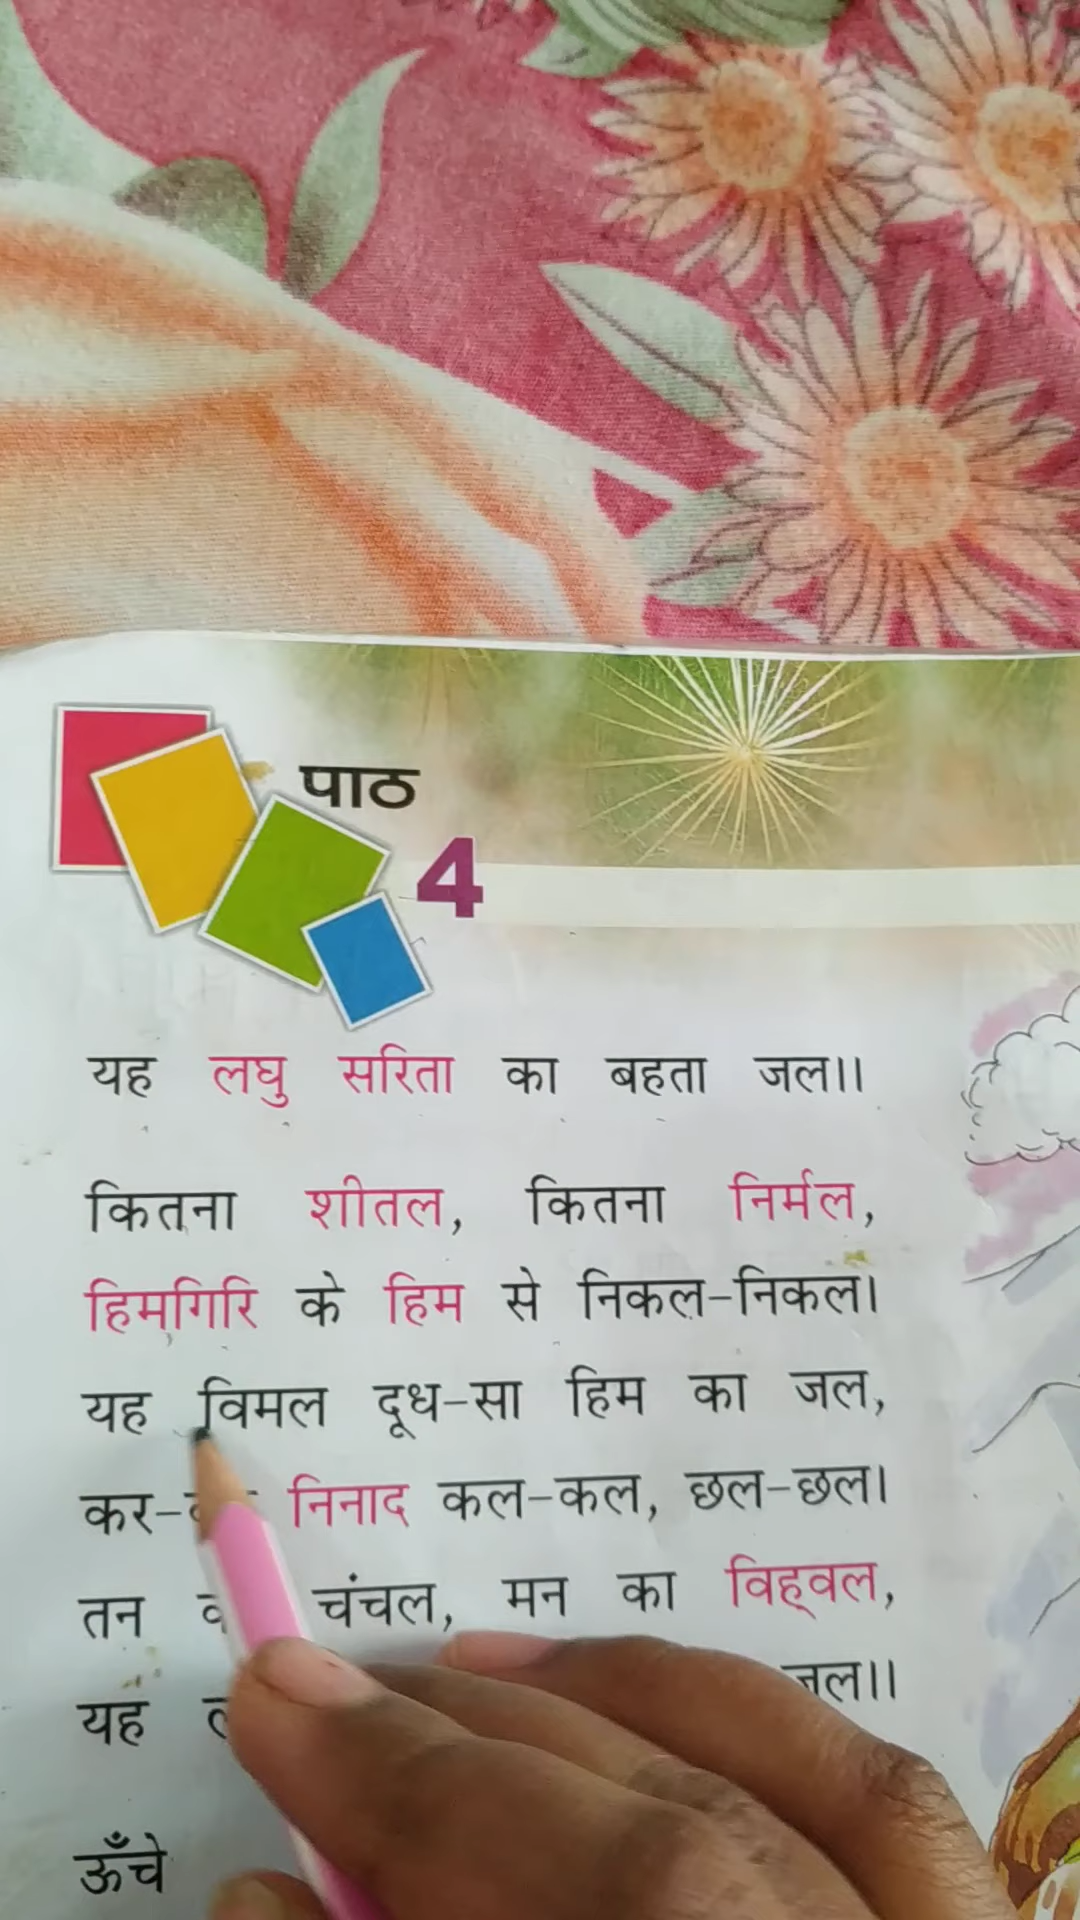 पाठ
4
यह लघु सरिता का बहता जल।।
कितना शीतल, कितना निर्मल,
हिमगिरि के हिम से निकल-निकल।
यह विमल दूध-सा हिम का जल,
कर- निनाद कल-कल, छल-छल।
तन चंचल, मन का विह्वल,
यह जल।।
ऊँचे